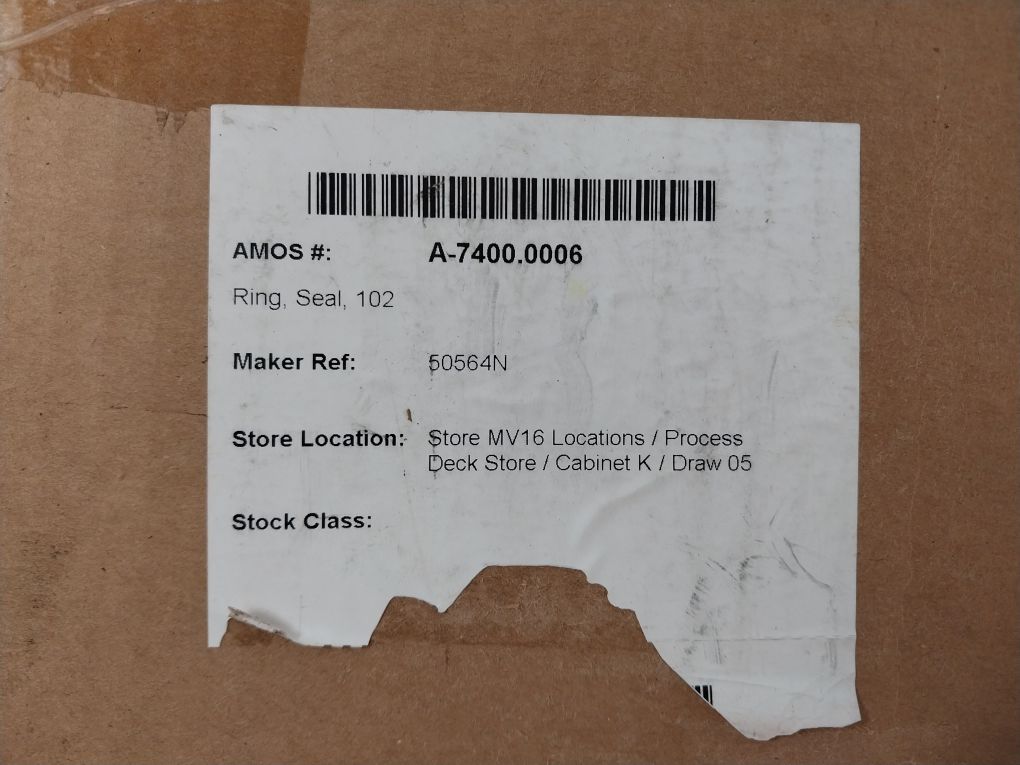 AMOS #: A-7400.0006
Ring, Seal, 102
Maker Ref: 50564N
Store Location: Store MV16 Locations / Process
Deck Store / Cabinet K / Draw 05
Stock Class: